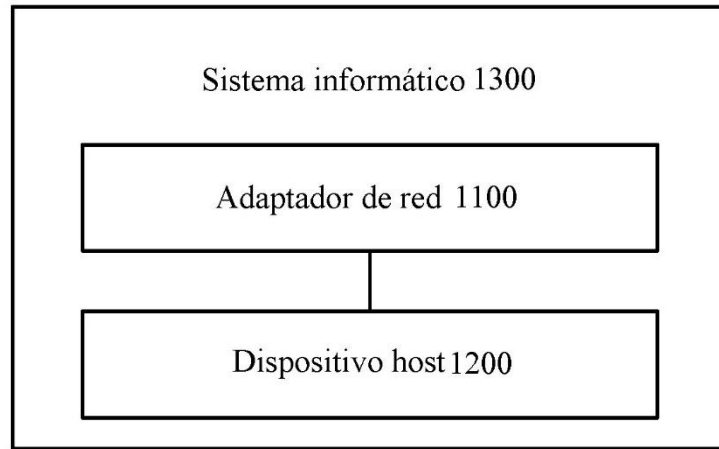 Sistema informático 1300
Adaptador de red 1100
Dispositivo host 1200